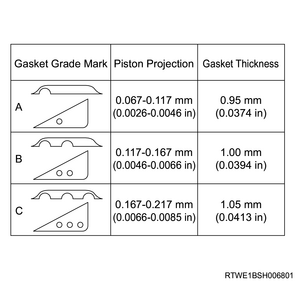 Gasket Grade Mark Piston Projection Gasket Thickness
A 0.067-0.117 mm 0.95 mm
(0.0026-0.0046 in) (0.0374 in)
B 0.117-0.167 mm 1.00 mm
(0.0046-0.0066 in) (0.0394 in)
C 0.167-0.217 mm 1.05 mm
(0.0066-0.0085 in) (0.0413 in)
RTWE1BSH006801